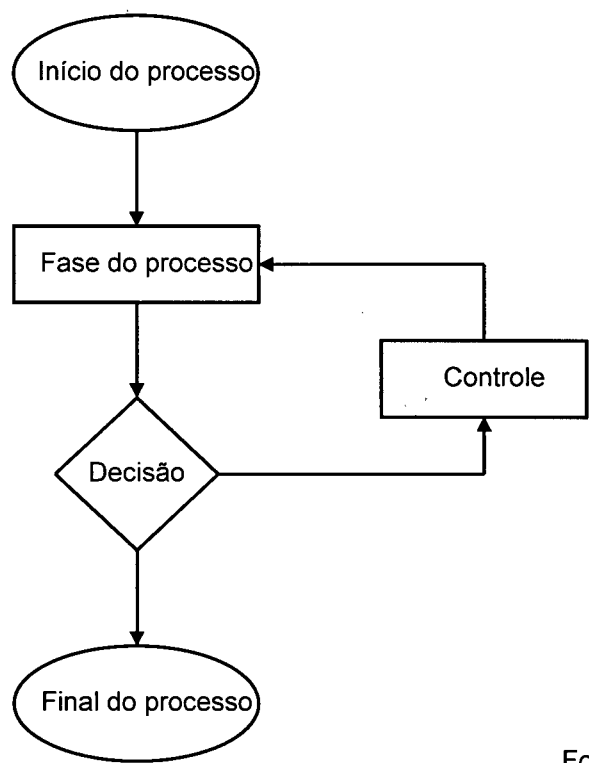 Início do processo
Fase do processo
Controle
Decisão
Final do processo